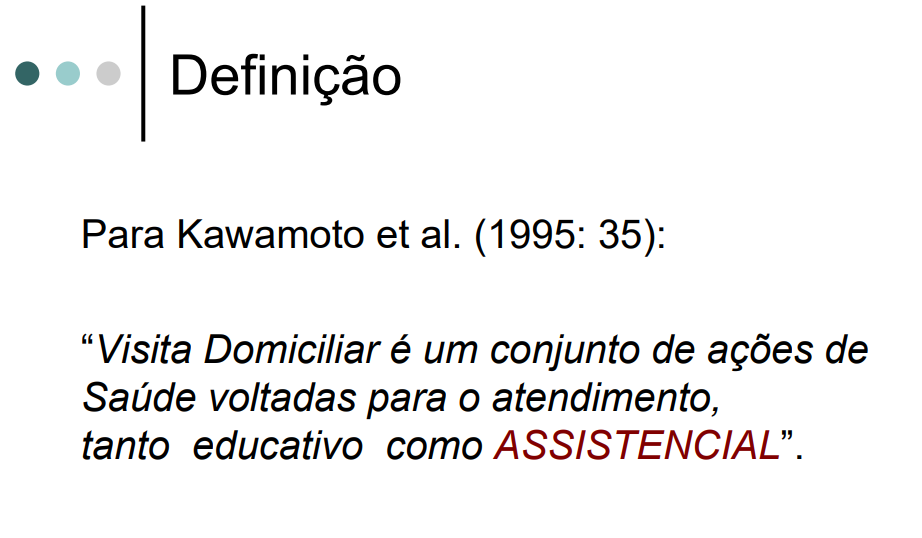 Definição
Para Kawamoto et al. (1995: 35):
“Visita Domiciliar é um conjunto de ações de
Saúde voltadas para o atendimento,
tanto educativo como ASSISTENCIAL”.